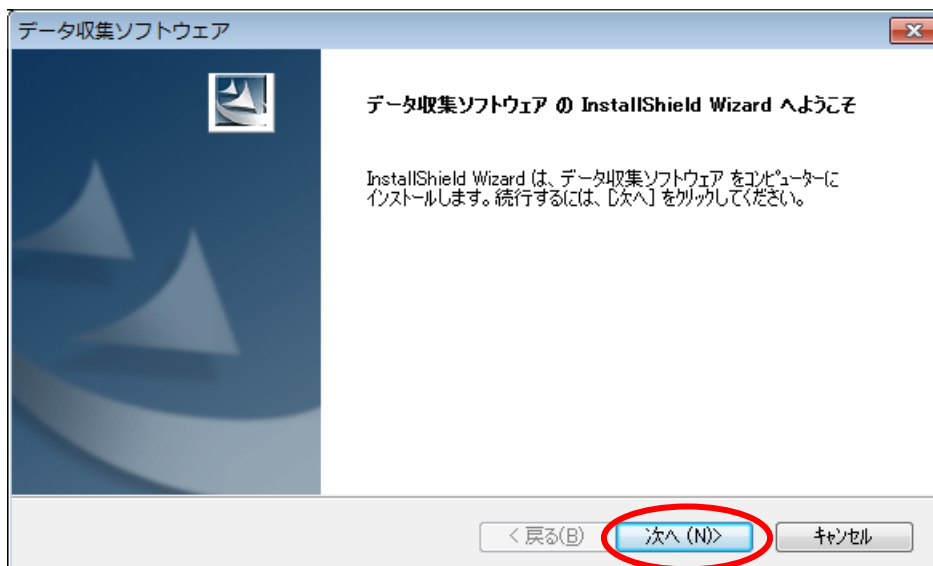 データ収集ソフトウェア
データ収集ソフトウェア の InstallShield Wizard へようこそ
InstallShield Wizard は、データ収集ソフトウェア をコンピューターに
インストールします。続行するには、[次へ] をクリックしてください。
< 戻る(B) 次へ (N)> キャンセル